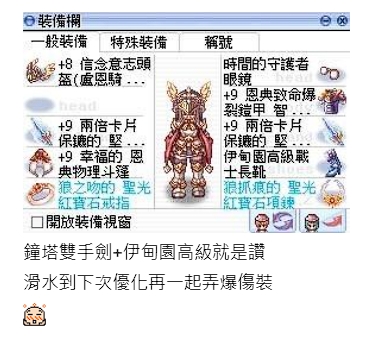 裝備欄
一般裝備 特殊裝備 稱號
+8 信念意志頭
盔(盧恩騎...
時間的守護者
眼鏡
head
+9 恩典致命爆
裂鎧甲 智...
+9 兩倍卡片
保鑣的 堅...
+9 兩倍卡片
保鑣的 堅...
+9 幸福的 恩
典物理斗篷
伊甸園高級戰
士長靴
狼之吻的 聖光
紅寶石戒指
狼抓痕的 聖光
紅寶石項鍊
開放裝備視窗
鐘塔雙手劍+伊甸園高級就是讚
滑水到下次優化再一起弄爆傷裝